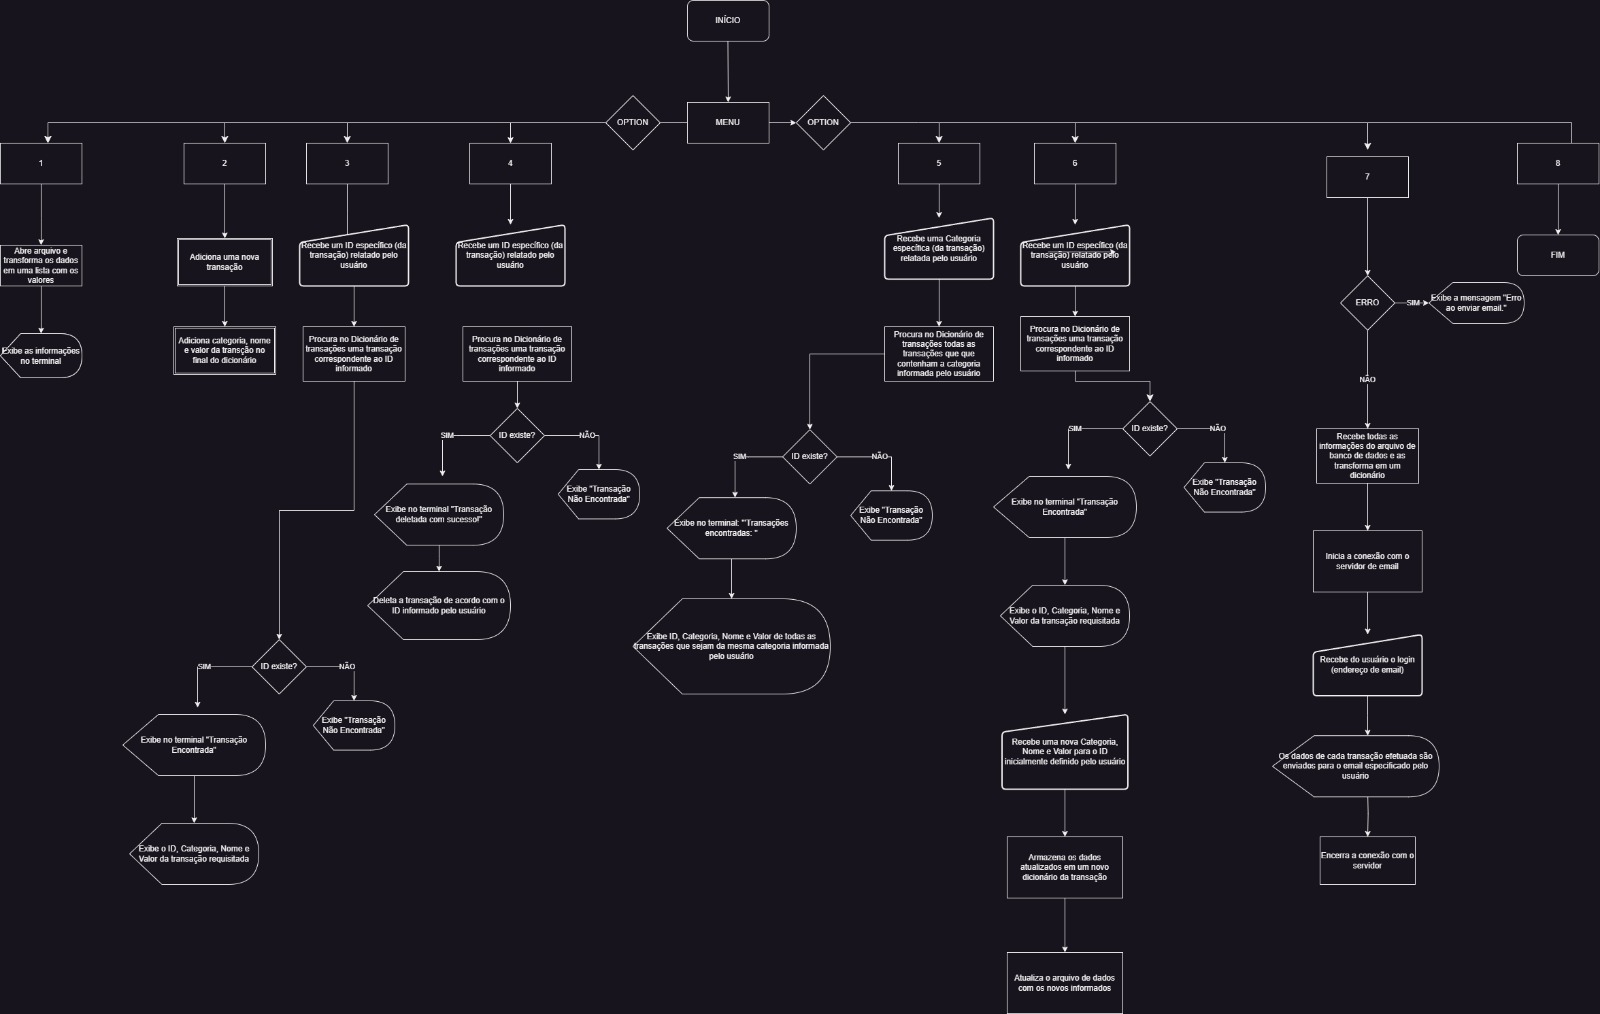 INÍCIO
OPTION
MENU
OPTION
1
2
3
4
5
6
7
8
Abre arquivo e
transforma os dados
em uma lista com os
valores
Exibe as informações
no terminal
Adiciona uma nova
transação
Adiciona categoria, nome
e valor da transção no
final do dicionário
Recebe um ID específico (da
transação) relatado pelo
usuário
Procura no Dicionário de
transações uma transação
correspondente ao ID
informado
ID existe?
SIM
NÃO
Exibe "Transação
Não Encontrada"
Exibe no terminal "Transação
Encontrada"
Exibe o ID, Categoria, Nome e
Valor da transação requisitada
Recebe um ID específico (da
transação) relatado pelo
usuário
Procura no Dicionário de
transações uma transação
correspondente ao ID
informado
ID existe?
SIM
NÃO
Exibe "Transação
Não Encontrada"
Exibe no terminal "Transação
deletada com sucesso!"
Deleta a transação de acordo com o
ID informado pelo usuário
Recebe uma Categoria
específica (da transação)
relatada pelo usuário
Procura no Dicionário de
transações todas as
transações que que
contenham a categoria
informada pelo usuário
ID existe?
SIM
NÃO
Exibe "Transação
Não Encontrada"
Exibe no terminal: "'Transações
encontradas: "
Exibe ID, Categoria, Nome e Valor de todas as
transações que sejam da mesma categoria informada
pelo usuário
Recebe um ID específico (da
transação) relatado pelo
usuário
Procura no Dicionário de
transações uma transação
correspondente ao ID
informado
ID existe?
SIM
NÃO
Exibe "Transação
Não Encontrada"
Exibe no terminal "Transação
Encontrada"
Exibe o ID, Categoria, Nome e
Valor da transação requisitada
Recebe uma nova Categoria,
Nome e Valor para o ID
inicialmente definido pelo usuário
Armazena os dados
atualizados em um novo
dicionário da transação
Atualiza o arquivo de dados
com os novos informados
ERRO
SIM
Exibe a mensagem "Erro
ao enviar email."
NÃO
Recebe todas as
informações do arquivo de
banco de dados e as
transforma em um
dicionário
Inicia a conexão com o
servidor de email
Recebe do usuário o login
(endereço de email)
Os dados de cada transação efetuada são
enviados para o email especificado pelo
usuário
Encerra a conexão com o
servidor
FIM